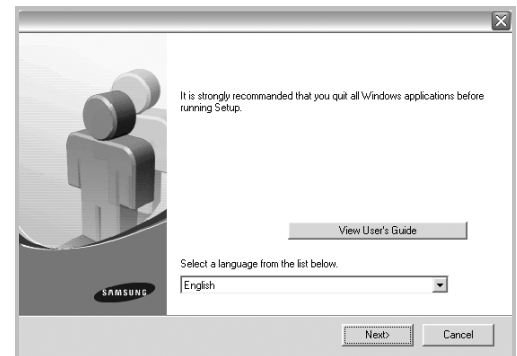 It is strongly recommanded that you quit all Windows applications before
running Setup.
View User's Guide
Select a language from the list below.
SAMSUNG
English
Next>
Cancel